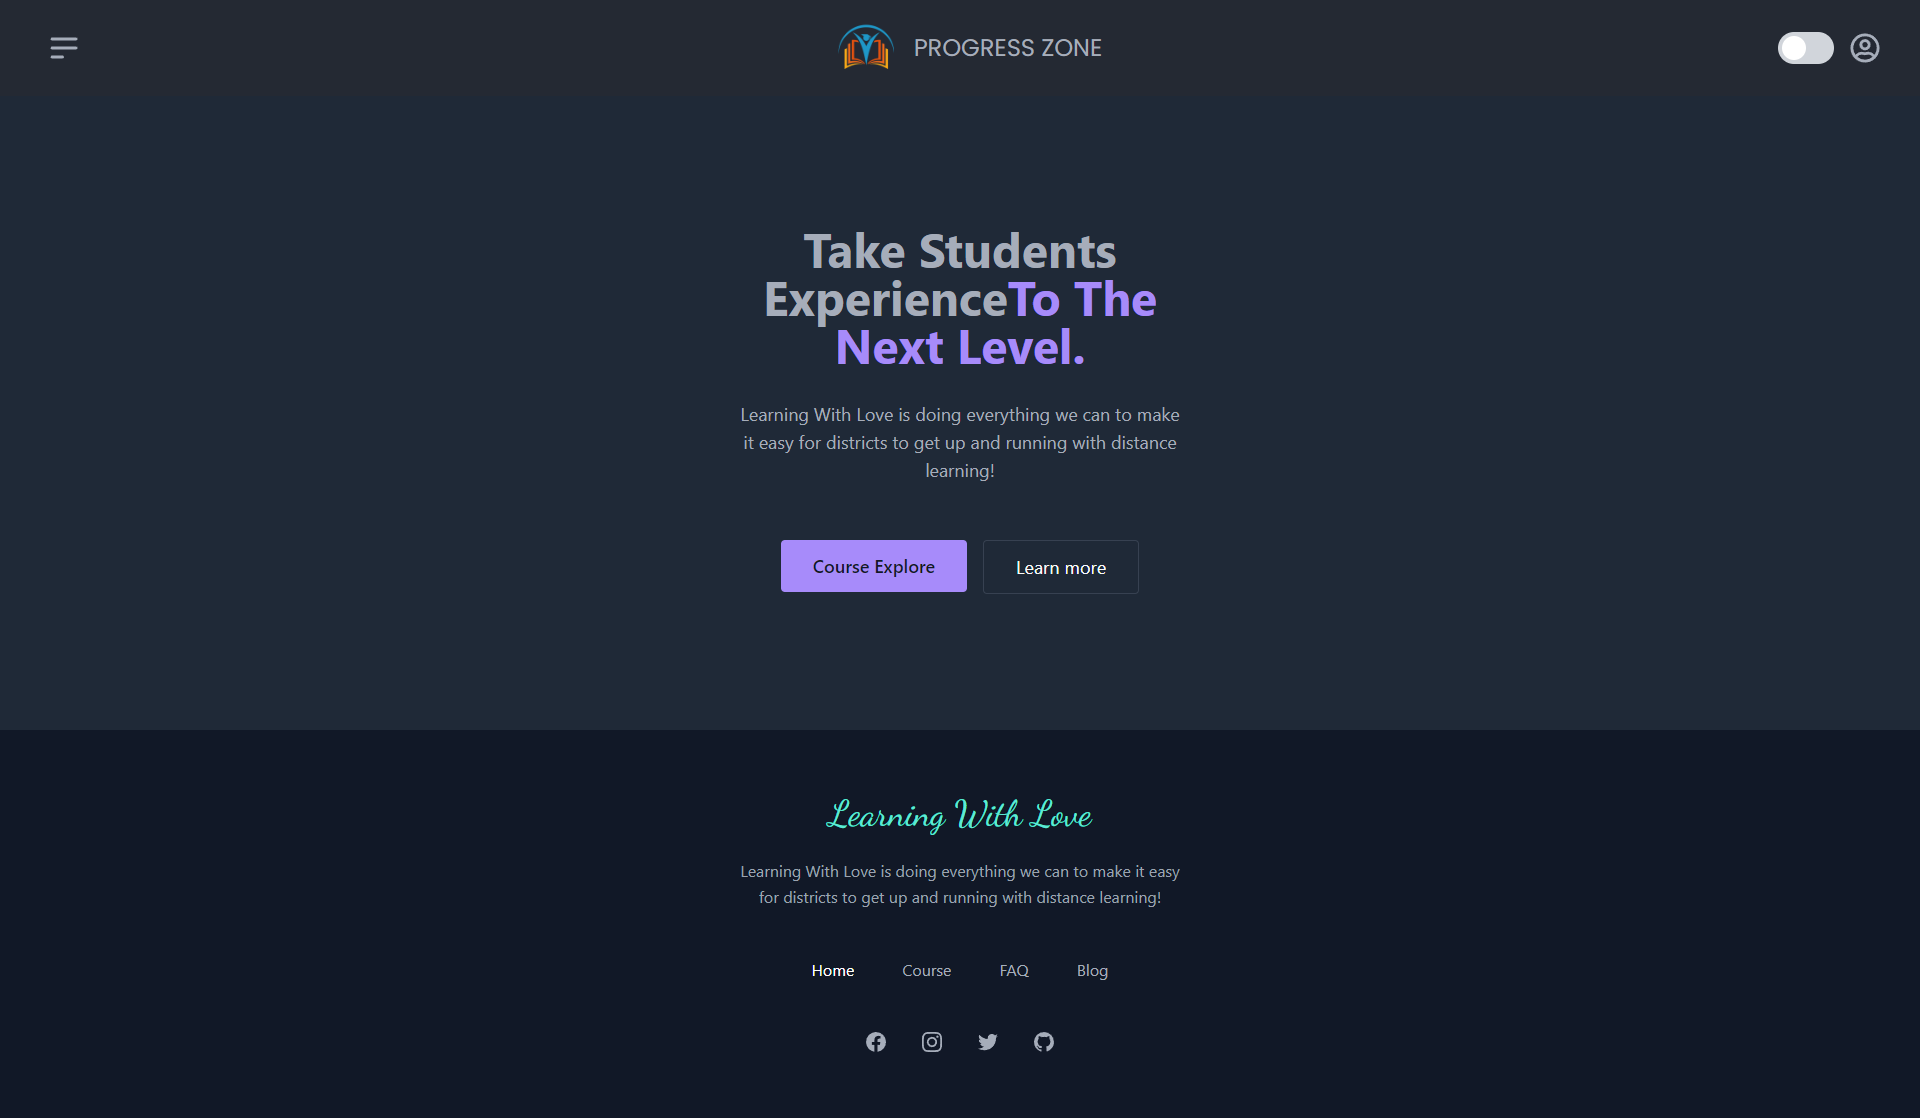 PROGRESS ZONE
Take Students
ExperienceTo The
Next Level.
Learning With Love is doing everything we can to make
it easy for districts to get up and running with distance
learning!
Course Explore
Learn more
Learning With Love
Learning With Love is doing everything we can to make it easy
for districts to get up and running with distance learning!
Home
Course
FAQ
Blog